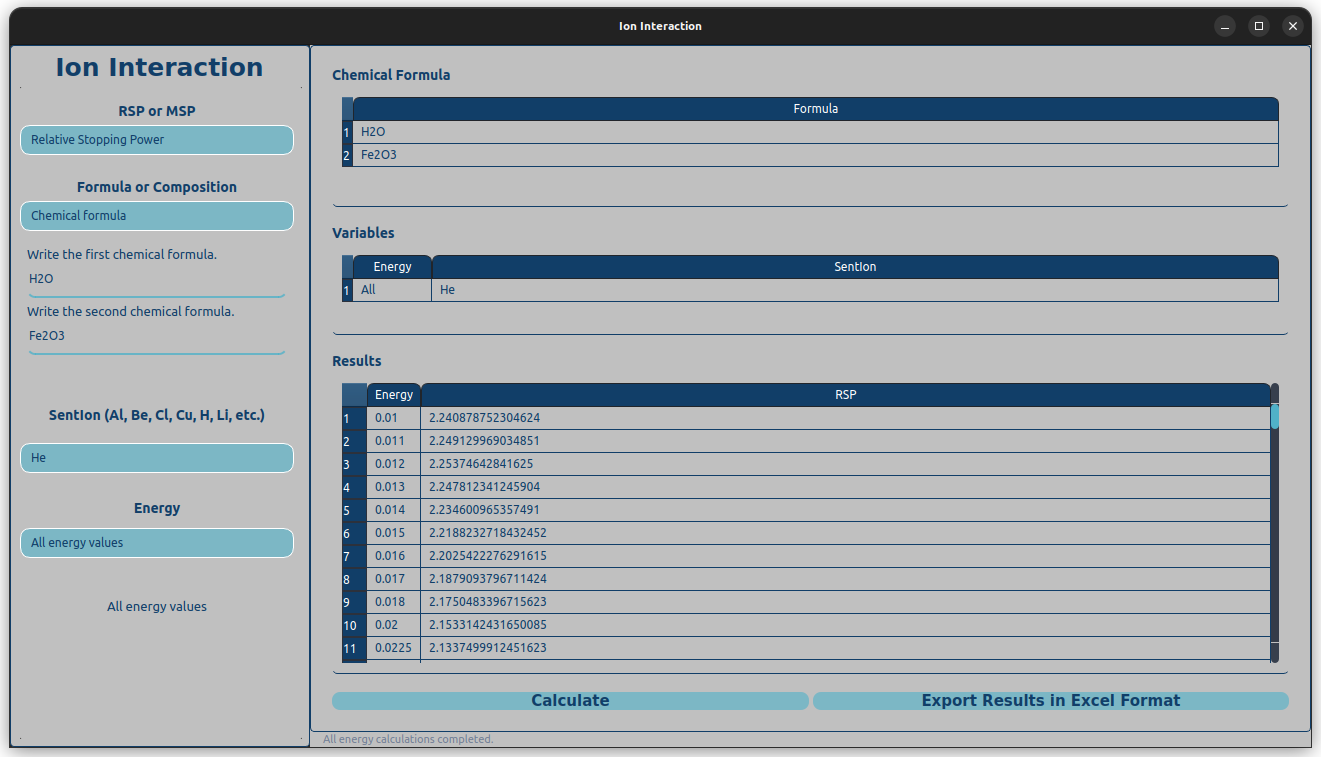 Ion Interaction
Ion Interaction
RSP or MSP
Relative Stopping Power
Formula or Composition
Chemical formula
Write the first chemical formula.
H2O
Write the second chemical formula.
Fe2O3
SentIon (Al, Be, Cl, Cu, H, Li, etc.)
He
Energy
All energy values
All energy values
Chemical Formula
Formula
1 H2O
2 Fe2O3
Variables
Energy SentIon
1 All He
Results
Energy RSP
1 0.01 2.240878752304624
2 0.011 2.249129969034851
3 0.012 2.25374642841625
4 0.013 2.247812341245904
5 0.014 2.234600965357491
6 0.015 2.2188232718432452
7 0.016 2.2025422276291615
8 0.017 2.1879093796711424
9 0.018 2.1750483396715623
10 0.02 2.1533142431650085
11 0.0225 2.1337499912451623
Calculate Export Results in Excel Format
All energy calculations completed.